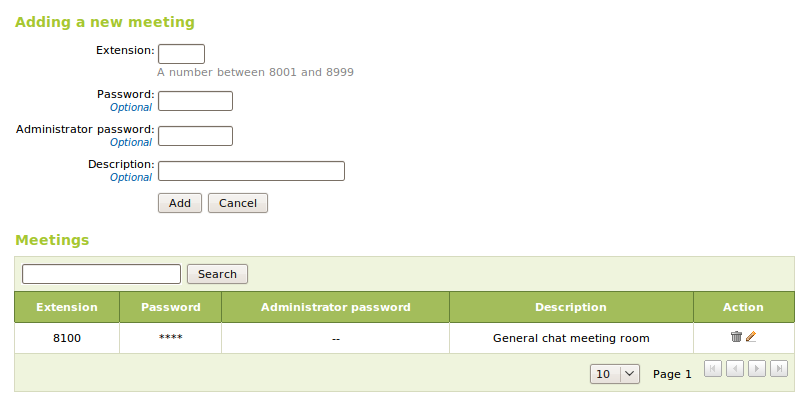 Adding a new meeting
Extension:
A number between 8001 and 8999
Password:
Optional
Administrator password:
Optional
Description:
Optional
Add Cancel
Meetings
Search
Extension Password Administrator password Description Action
8100 **** -- General chat meeting room
10 Page 1